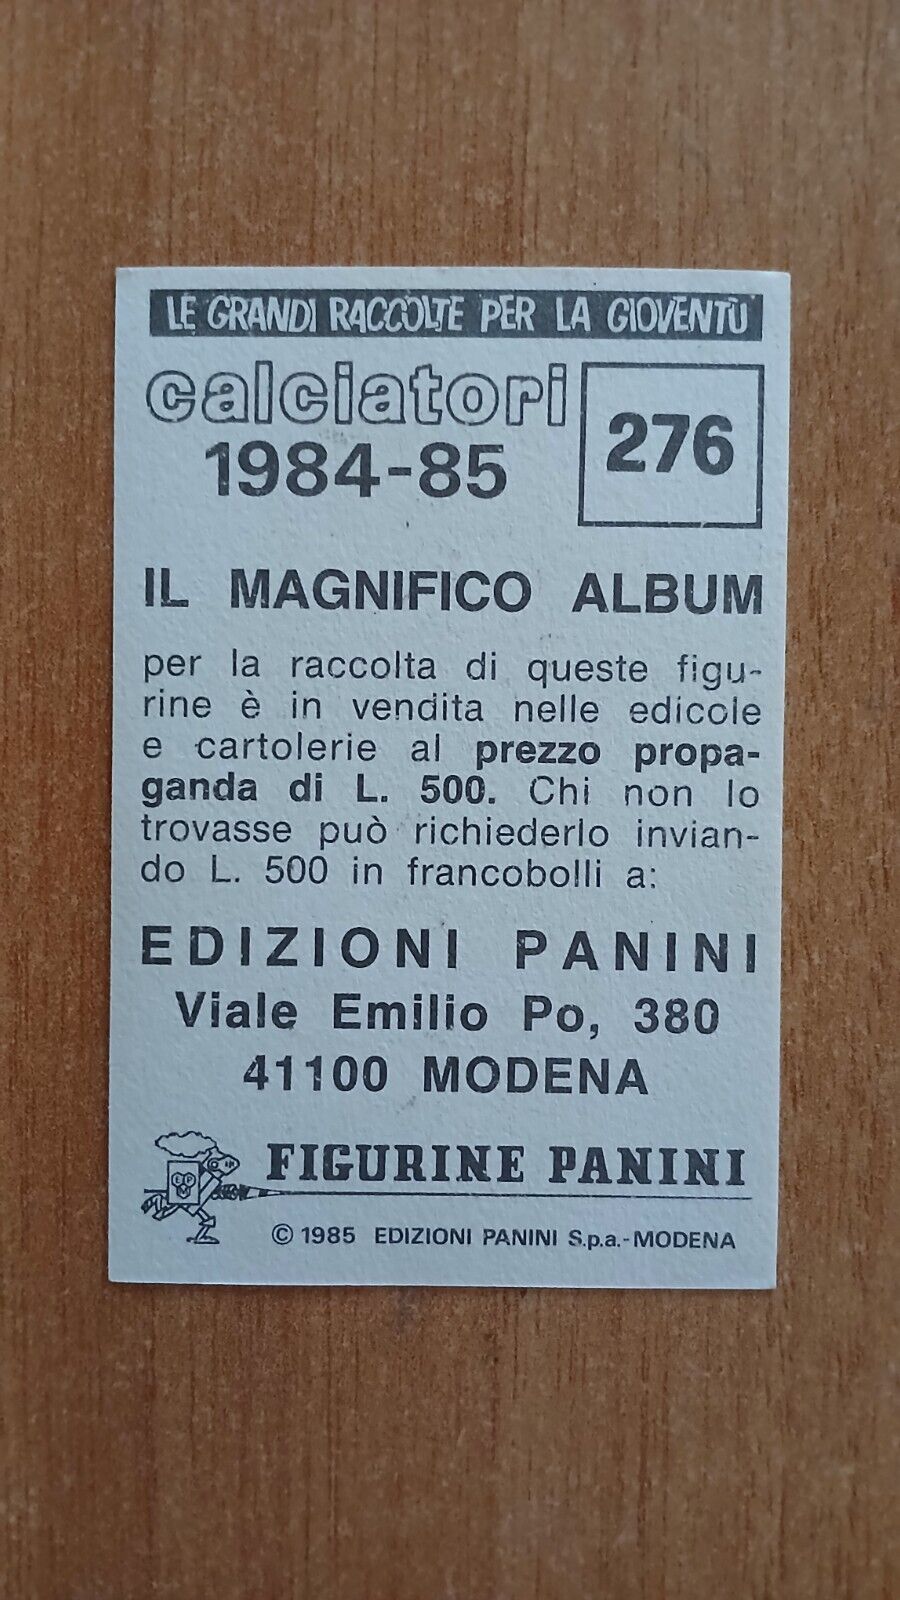 LE GRANDI RACCOLTE PER LA GIOVENTÙ
calciatori
1984-85
276
IL MAGNIFICO ALBUM
per la raccolta di queste figu-
rine è in vendita nelle edicole
e cartolerie al prezzo propa-
ganda di L. 500. Chi non lo
trovasse può richiederlo invian-
do L. 500 in francobolli a:
EDIZIONI PANINI
Viale Emilio Po, 380
41100 MODENA
FIGURINE PANINI
© 1985 EDIZIONI PANINI S.p.a.-MODENA